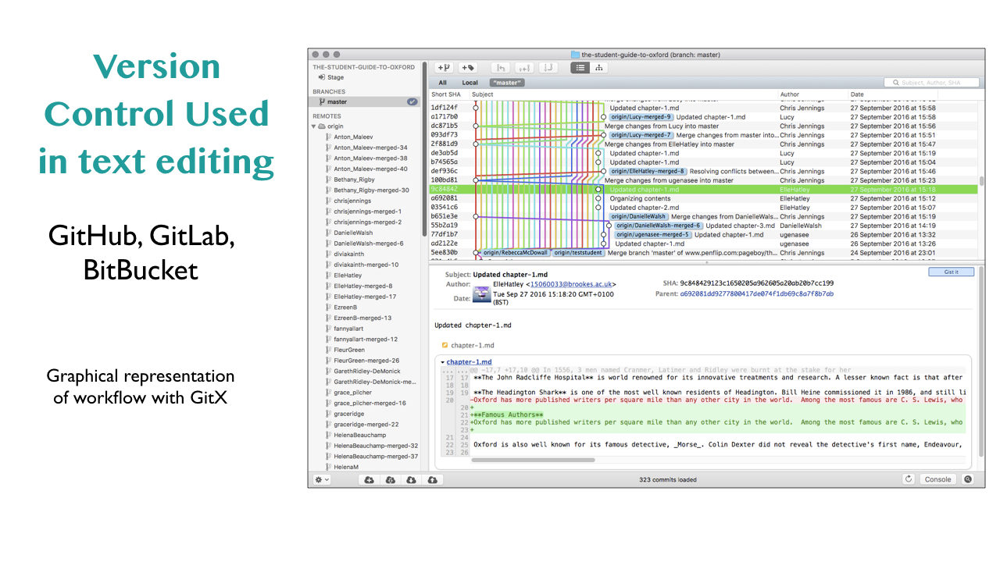 Version
Control Used
in text editing
GitHub, GitLab,
BitBucket
Graphical representation
of workflow with GitX
the-student-guide-to-oxford (branch: master)
THE-STUDENT-GUIDE-TO-OXFORD
Stage
BRANCHES
master
REMOTES
origin
Anton_Maleev
Anton_Maleev-merged-34
Anton_Maleev-merged-38
Anton_Maleev-merged-40
Bethany_Rigby
Bethany_Rigby-merged-30
chrisjennings
chrisjennings-merged-1
chrisjennings-merged-2
DanielleWalsh
DanielleWalsh-merged-6
diviakainth
diviakainth-merged-10
ElleHatley
ElleHatley-merged-8
ElleHatley-merged-17
EzreenB
EzreenB-merged-13
fannyallart
fannyallart-merged-12
FleurGreen
FleurGreen-merged-26
GarethRidley-DeMonick
GarethRidley-DeMonick-me...
grace_pilcher
grace_pilcher-merged-16
graceridge
graceridge-merged-22
HelenaBeauchamp
HelenaBeauchamp-merged-32
HelenaBeauchamp-merged-37
HelenaM
All Local "master" Subject, Author, SHA
Short SHA Subject Author Date
1df124f Updated chapter-1.md Chris Jennings 27 September 2016 at 15:58
a1717b0 origin/Lucy-merged-9 Updated chapter-1.md Lucy 27 September 2016 at 15:58
dc871b5 Merge changes from Lucy into master Chris Jennings 27 September 2016 at 15:56
093df73 origin/Lucy-merged-7 Merge changes from master into... Chris Jennings 27 September 2016 at 15:57
2f881d9 Merge changes from ElleHatley into master Chris Jennings 27 September 2016 at 15:47
de3ab5d Updated chapter-1.md Lucy 27 September 2016 at 15:19
b74565a Updated chapter-1.md Lucy 27 September 2016 at 15:04
def936c origin/ElleHatley-merged-8 Resolving conflicts between... Chris Jennings 27 September 2016 at 15:46
100bd81 Merge changes from ugenasee into master Chris Jennings 27 September 2016 at 15:23
9c84842 Updated chapter-1.md ElleHatley 27 September 2016 at 15:18
a692081 Organizing contents ElleHatley 27 September 2016 at 15:12
03541c6 Updated chapter-2.md ElleHatley 27 September 2016 at 15:07
b651e3e origin/DanielleWalsh Merge changes from DanielleWals... Chris Jennings 27 September 2016 at 14:23
55b2a19 origin/DanielleWalsh-merged-6 Updated chapter-3.md DanielleWalsh 27 September 2016 at 14:19
77df1b7 origin/ugenasee-merged-5 Updated chapter-1.md ugenasee 26 September 2016 at 13:32
ad2122e Updated chapter-1.md ugenasee 26 September 2016 at 13:32
5ee830b origin/RebeccaMcDowall origin/teststudent Merge branch 'master' of www.penflip.com:pageboy/th... Chris Jennings 24 September 2016 at 23:01
Gist it
Subject: Updated chapter-1.md
Author: ElleHatley <15060033@brookes.ac.uk>
Date: Tue Sep 27 2016 15:18:20 GMT+0100
(BST)
SHA: 9c848429123c1650205a962605a20ab20b7cc199
Parent: a692081dd9277800417de074f1db69c8a7f8b7ab
Updated chapter-1.md
chapter-1.md
chapter-1.md
... ... @@ -17,7 +17,10 @@ In 1556, 3 men named Cranmer, Latimer and Ridley were burnt at the stake for her
17 17 **The John Radcliffe Hospital** is world renowned for its innovative treatments and research. A lesser known fact is that after
18 18
19 19 **The Headington Shark** is one of the most well known residents of Headington. Bill Heine commissioned it in 1986, and still li
20 -Oxford has more published writers per square mile than any other city in the world. Among the most famous are C. S. Lewis, who
20 +
21 +**Famous Authors**
22 +Oxford has more published writers per square mile than any other city in the world. Among the most famous are C. S. Lewis, who
23 +
21 24
22 25 Oxford is also well known for its famous detective, _Morse_. Colin Dexter did not reveal the detective's first name, Endeavour,
23 26
323 commits loaded
Console